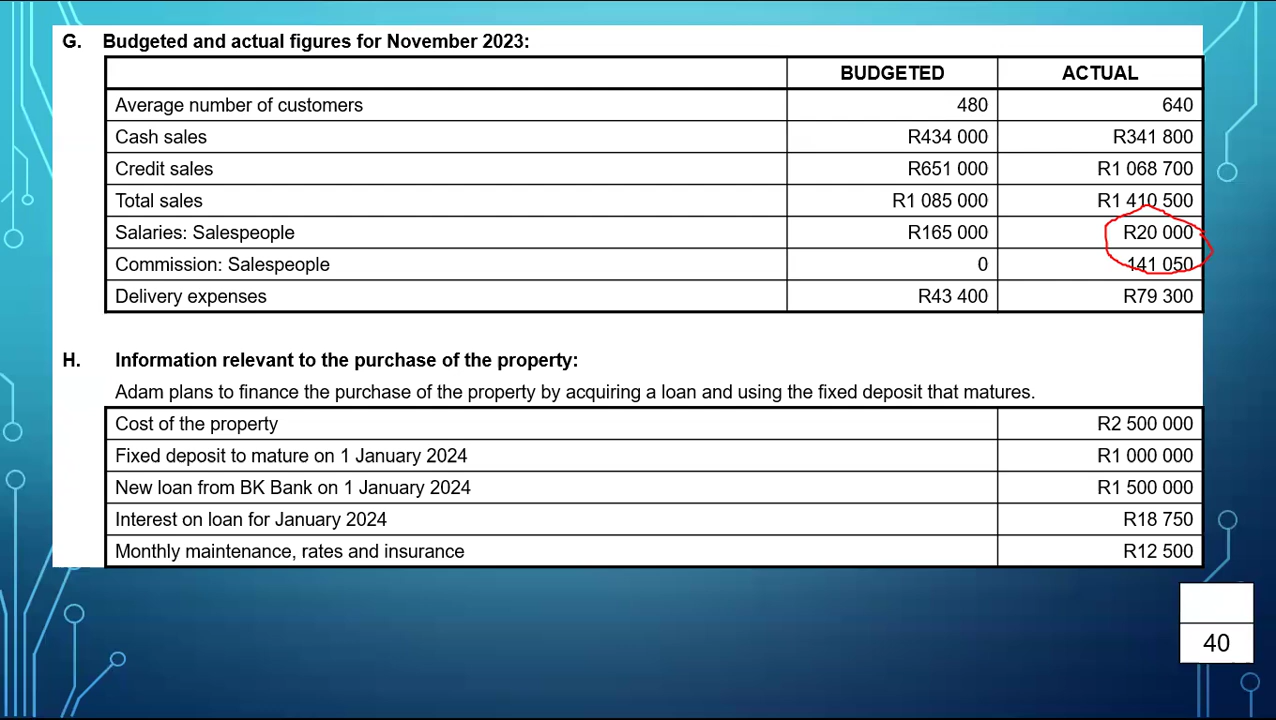 G. Budgeted and actual figures for November 2023:
BUDGETED ACTUAL
Average number of customers 480 640
Cash sales R434 000 R341 800
Credit sales R651 000 R1 068 700
Total sales R1 085 000 R1 410 500
Salaries: Salespeople R165 000 R20 000
Commission: Salespeople 0 141 050
Delivery expenses R43 400 R79 300
H. Information relevant to the purchase of the property:
Adam plans to finance the purchase of the property by acquiring a loan and using the fixed deposit that matures.
Cost of the property R2 500 000
Fixed deposit to mature on 1 January 2024 R1 000 000
New loan from BK Bank on 1 January 2024 R1 500 000
Interest on loan for January 2024 R18 750
Monthly maintenance, rates and insurance R12 500
40